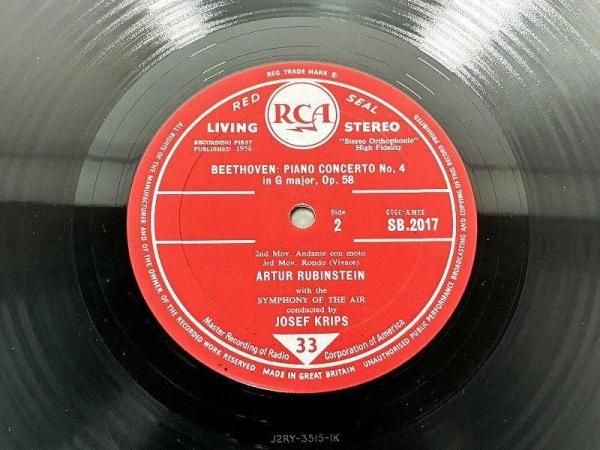 REG. TRADE MARK ®
RED SEAL
RCA
LIVING STEREO
RECORDING FIRST
PUBLISHED 1958
"Stereo Orthophonic"
High Fidelity
BEETHOVEN: PIANO CONCERTO No. 4
in G major, Op. 58
Side
2
J2RY-3515
SB.2017
2nd Mov. Andante con moto
3rd Mov. Rondo (Vivace)
ARTUR RUBINSTEIN
with the
SYMPHONY OF THE AIR
conducted by
JOSEF KRIPS
Master Recording of Radio Corporation of America
33
ALL RIGHTS OF THE MANUFACTURER AND OF THE OWNER OF THE RECORDED WORK RESERVED
MADE IN GREAT BRITAIN
UNAUTHORISED PUBLIC PERFORMANCE BROADCASTING AND COPYING OF THIS RECORD PROHIBITED
J2RY-3515-1K